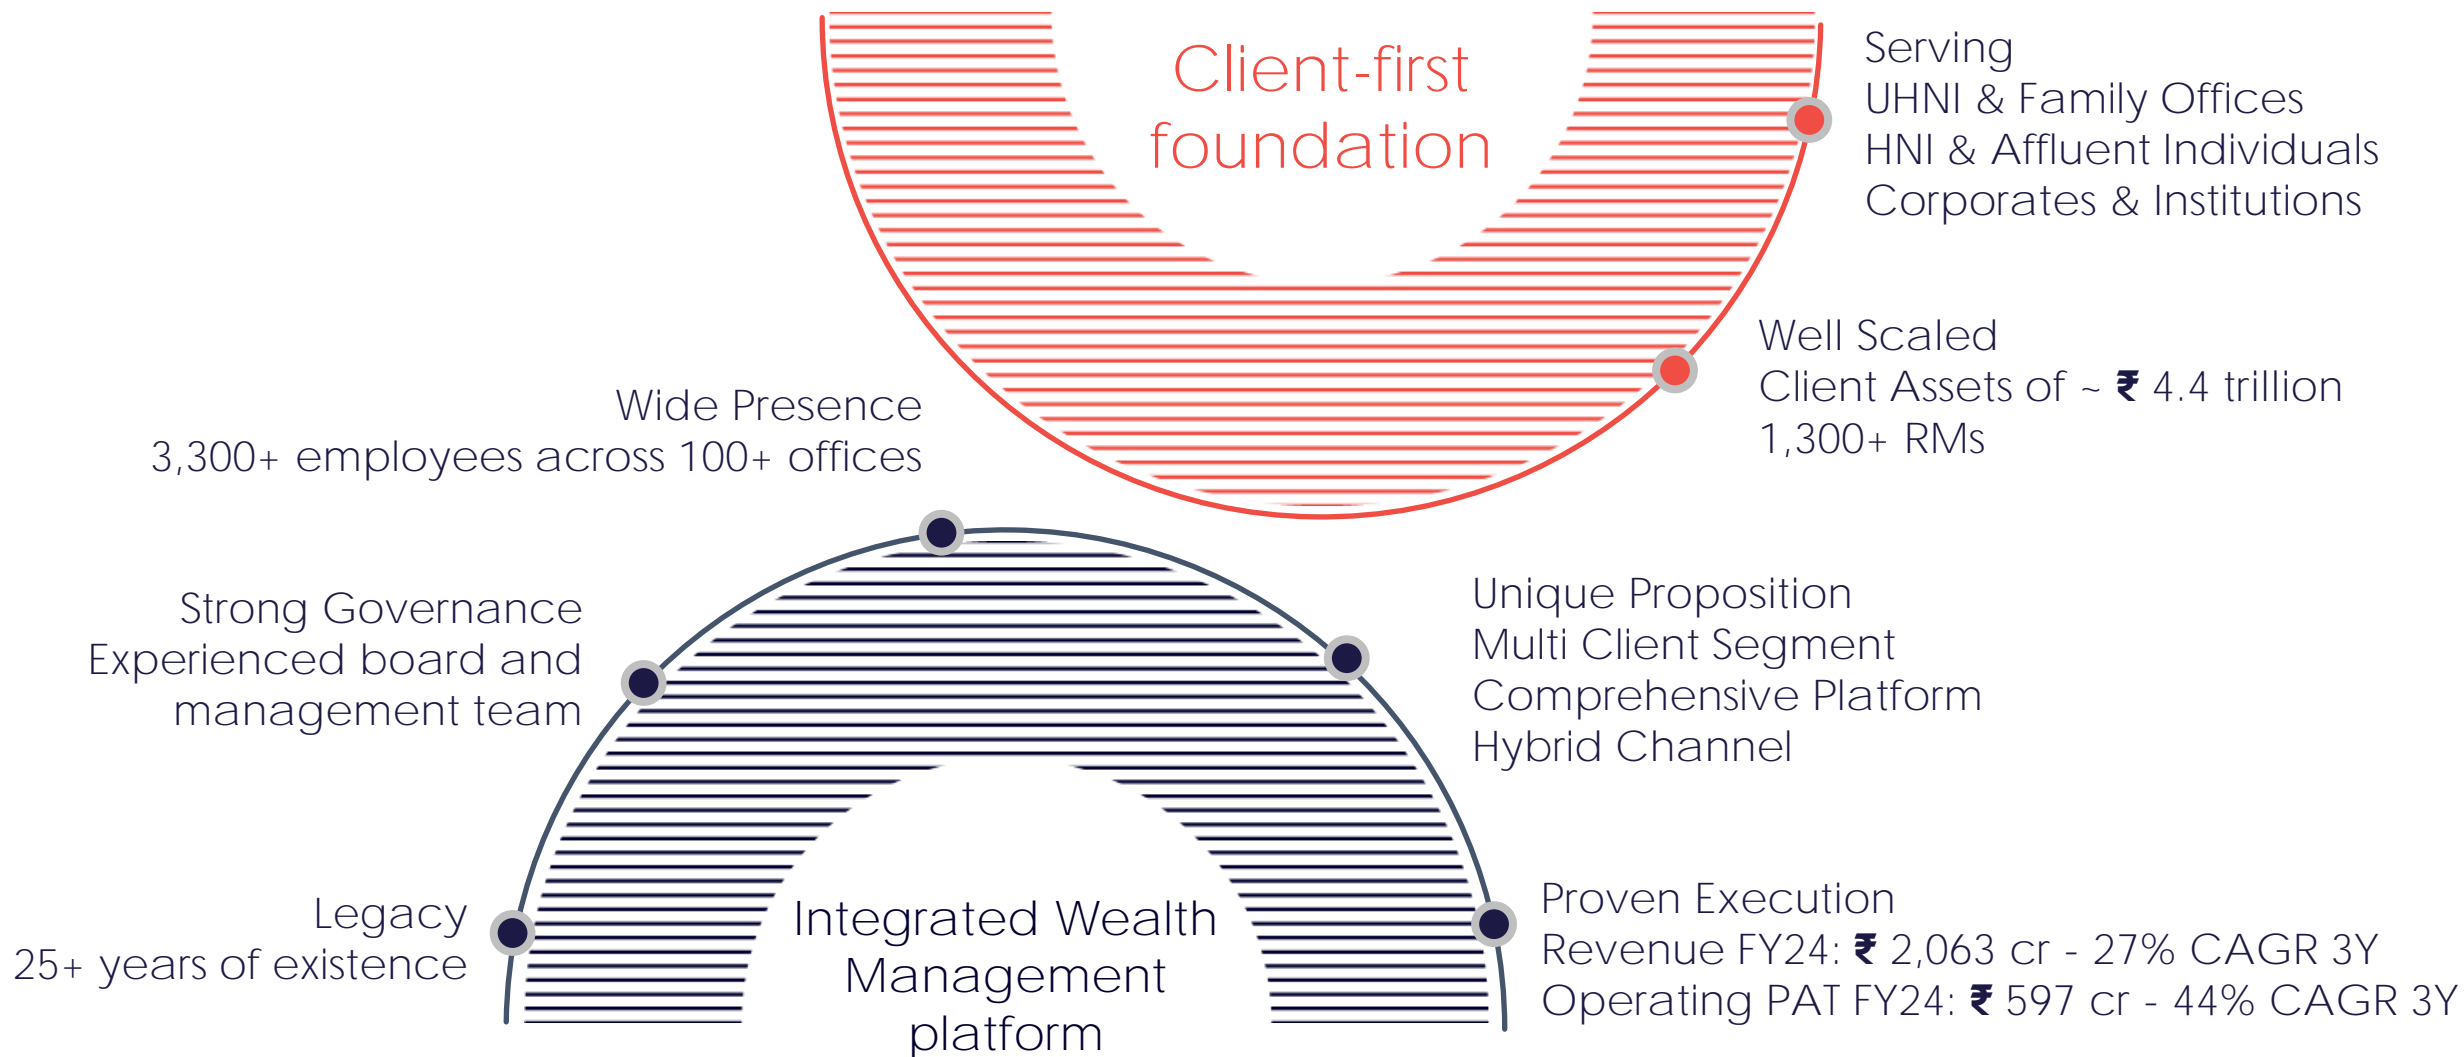 Client-first
foundation
Serving
UHNI & Family Offices
HNI & Affluent Individuals
Corporates & Institutions
Well Scaled
Client Assets of ~ ₹ 4.4 trillion
1,300+ RMs
Wide Presence
3,300+ employees across 100+ offices
Strong Governance
Experienced board and
management team
Legacy
25+ years of existence
Integrated Wealth
Management
platform
Unique Proposition
Multi Client Segment
Comprehensive Platform
Hybrid Channel
Proven Execution
Revenue FY24: ₹ 2,063 cr - 27% CAGR 3Y
Operating PAT FY24: ₹ 597 cr - 44% CAGR 3Y